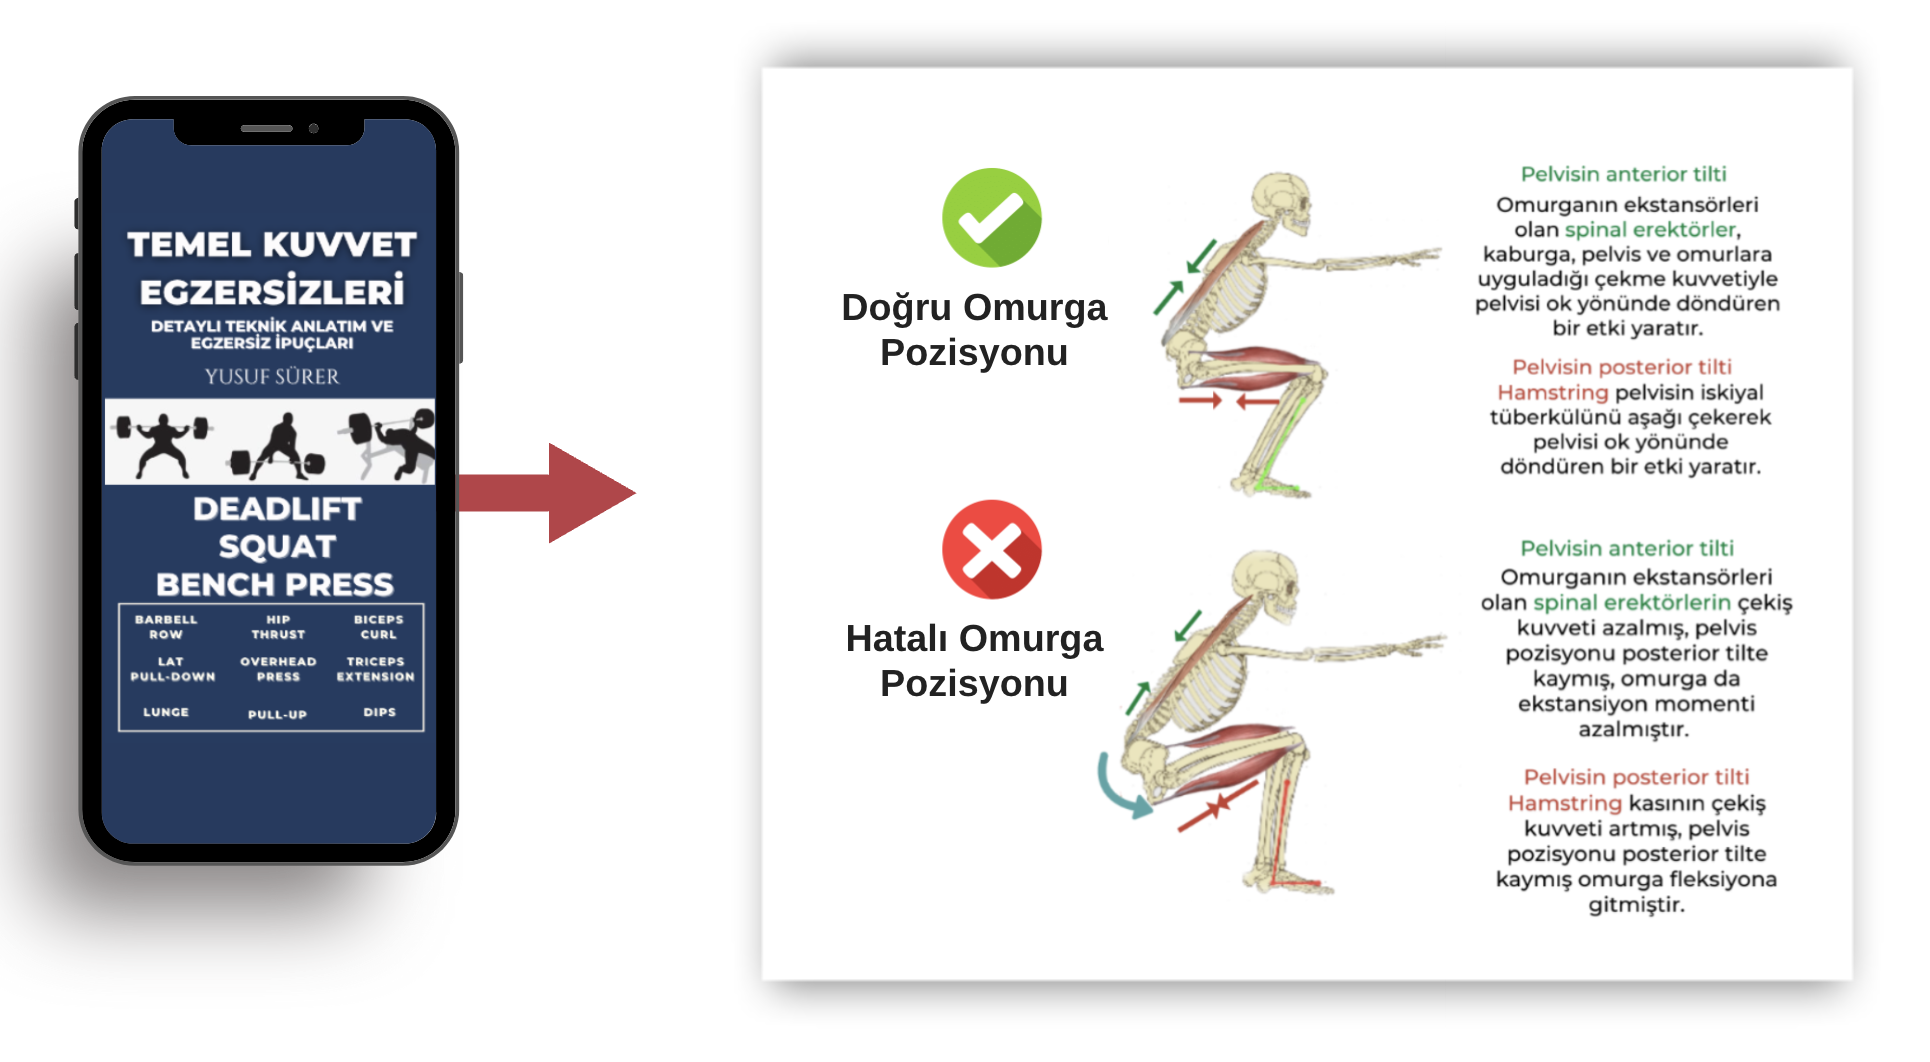 TEMEL KUVVET
EGZERSİZLERİ
DETAYLI TEKNİK ANLATIM VE
EGZERSİZ İPUÇLARI
YUSUF SÜRER
DEADLIFT
SQUAT
BENCH PRESS
BARBELL
ROW
HIP
THRUST
BICEPS
CURL
LAT
PULL-DOWN
OVERHEAD
PRESS
TRICEPS
EXTENSION
LUNGE
PULL-UP
DIPS
Doğru Omurga
Pozisyonu
Pelvisin anterior tilti
Omurganın ekstansörleri
olan spinal erektörler,
kaburga, pelvis ve omurlara
uyguladığı çekme kuvvetiyle
pelvisi ok yönünde döndüren
bir etki yaratır.
Pelvisin posterior tilti
Hamstring pelvisin iskiyal
tüberkülünü aşağı çekerek
pelvisi ok yönünde
döndüren bir etki yaratır.
Hatalı Omurga
Pozisyonu
Pelvisin anterior tilti
Omurganın ekstansörleri
olan spinal erektörlerin çekiş
kuvveti azalmış, pelvis
pozisyonu posterior tilte
kaymış, omurga da
ekstansiyon momenti
azalmıştır.
Pelvisin posterior tilti
Hamstring kasının çekiş
kuvveti artmış, pelvis
pozisyonu posterior tilte
kaymış omurga fleksiyona
gitmiştir.